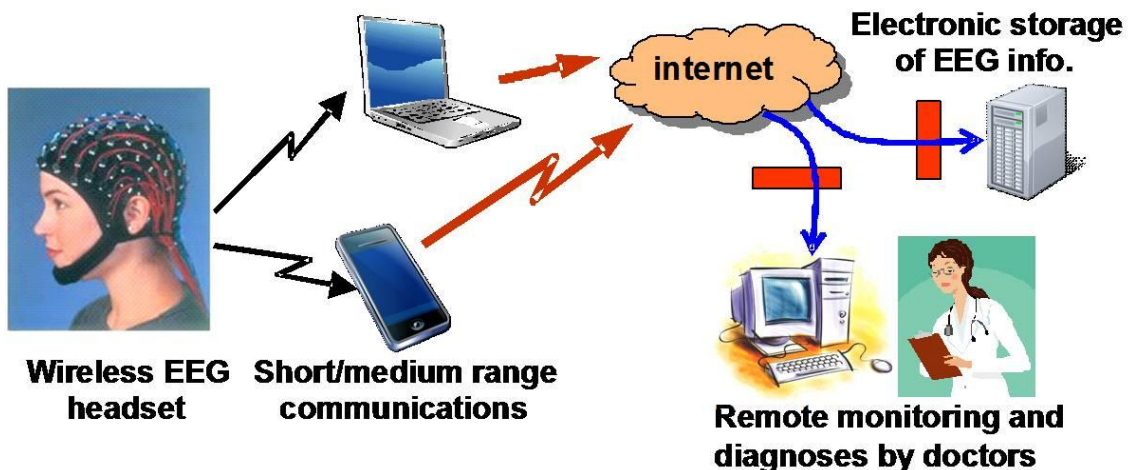 Electronic storage
of EEG info.
internet
Wireless EEG
headset
Short/medium range
communications
Remote monitoring and
diagnoses by doctors